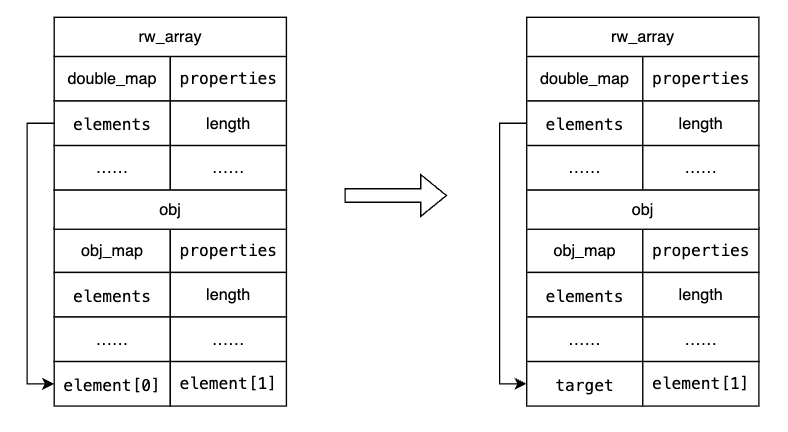 rw_array
double_map properties
elements length
...... ......
obj
obj_map properties
elements length
...... ......
element[0] element[1]
rw_array
double_map properties
elements length
...... ......
obj
obj_map properties
elements length
...... ......
target element[1]